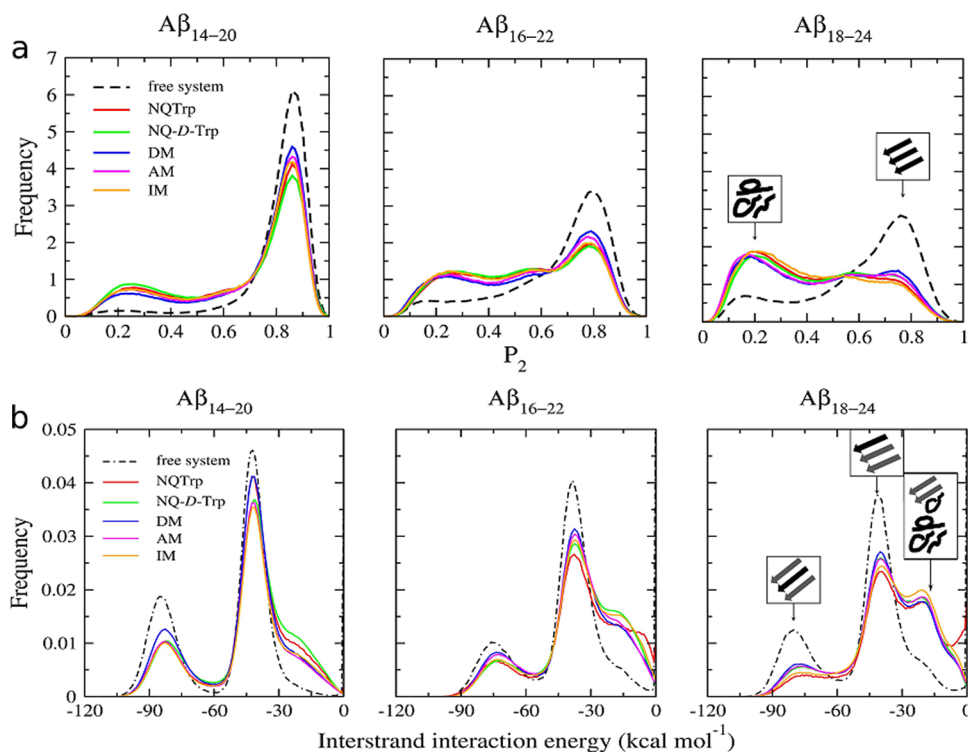 Aβ14–20 Aβ16–22 Aβ18–24
a
Frequency
7
6
5
4
3
2
1
0
free system
NQTrp
NQ-D-Trp
DM
AM
IM
0 0.2 0.4 0.6 0.8 1
0 0.2 0.4 0.6 0.8 1
0 0.2 0.4 0.6 0.8 1
P2
b
Aβ14–20 Aβ16–22 Aβ18–24
Frequency
0.05
0.04
0.03
0.02
0.01
0
free system
NQTrp
NQ-D-Trp
DM
AM
IM
-120 -90 -60 -30 0
-120 -90 -60 -30 0
-120 -90 -60 -30 0
Interstrand interaction energy (kcal mol−1)